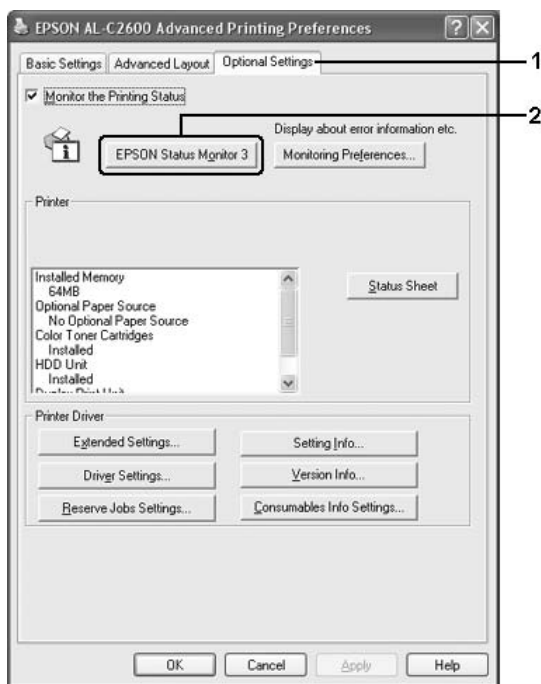 EPSON AL-C2600 Advanced Printing Preferences
Basic Settings Advanced Layout Optional Settings
1
Monitor the Printing Status
2
Display about error information etc.
EPSON Status Monitor 3 Monitoring Preferences...
Printer
Installed Memory
64MB
Optional Paper Source
No Optional Paper Source
Color Toner Cartridges
Installed
HDD Unit
Installed
Duplex Print Unit
Status Sheet
Printer Driver
Extended Settings... Setting Info...
Driver Settings... Version Info...
Reserve Jobs Settings... Consumables Info Settings...
OK Cancel Apply Help